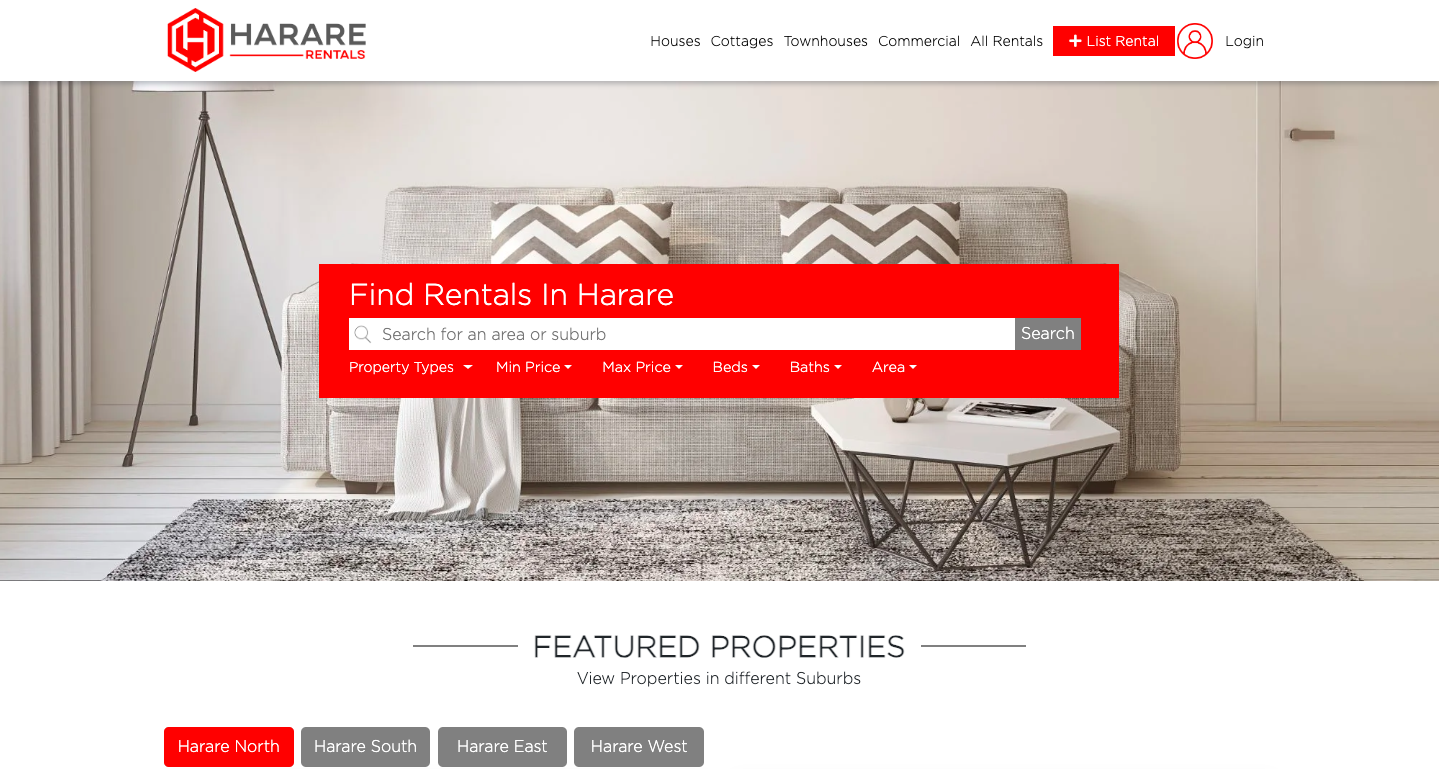 HARARE
RENTALS
Houses Cottages Townhouses Commercial All Rentals + List Rental Login
Find Rentals In Harare
Search for an area or suburb Search
Property Types Min Price Max Price Beds Baths Area
FEATURED PROPERTIES
View Properties in different Suburbs
Harare North Harare South Harare East Harare West